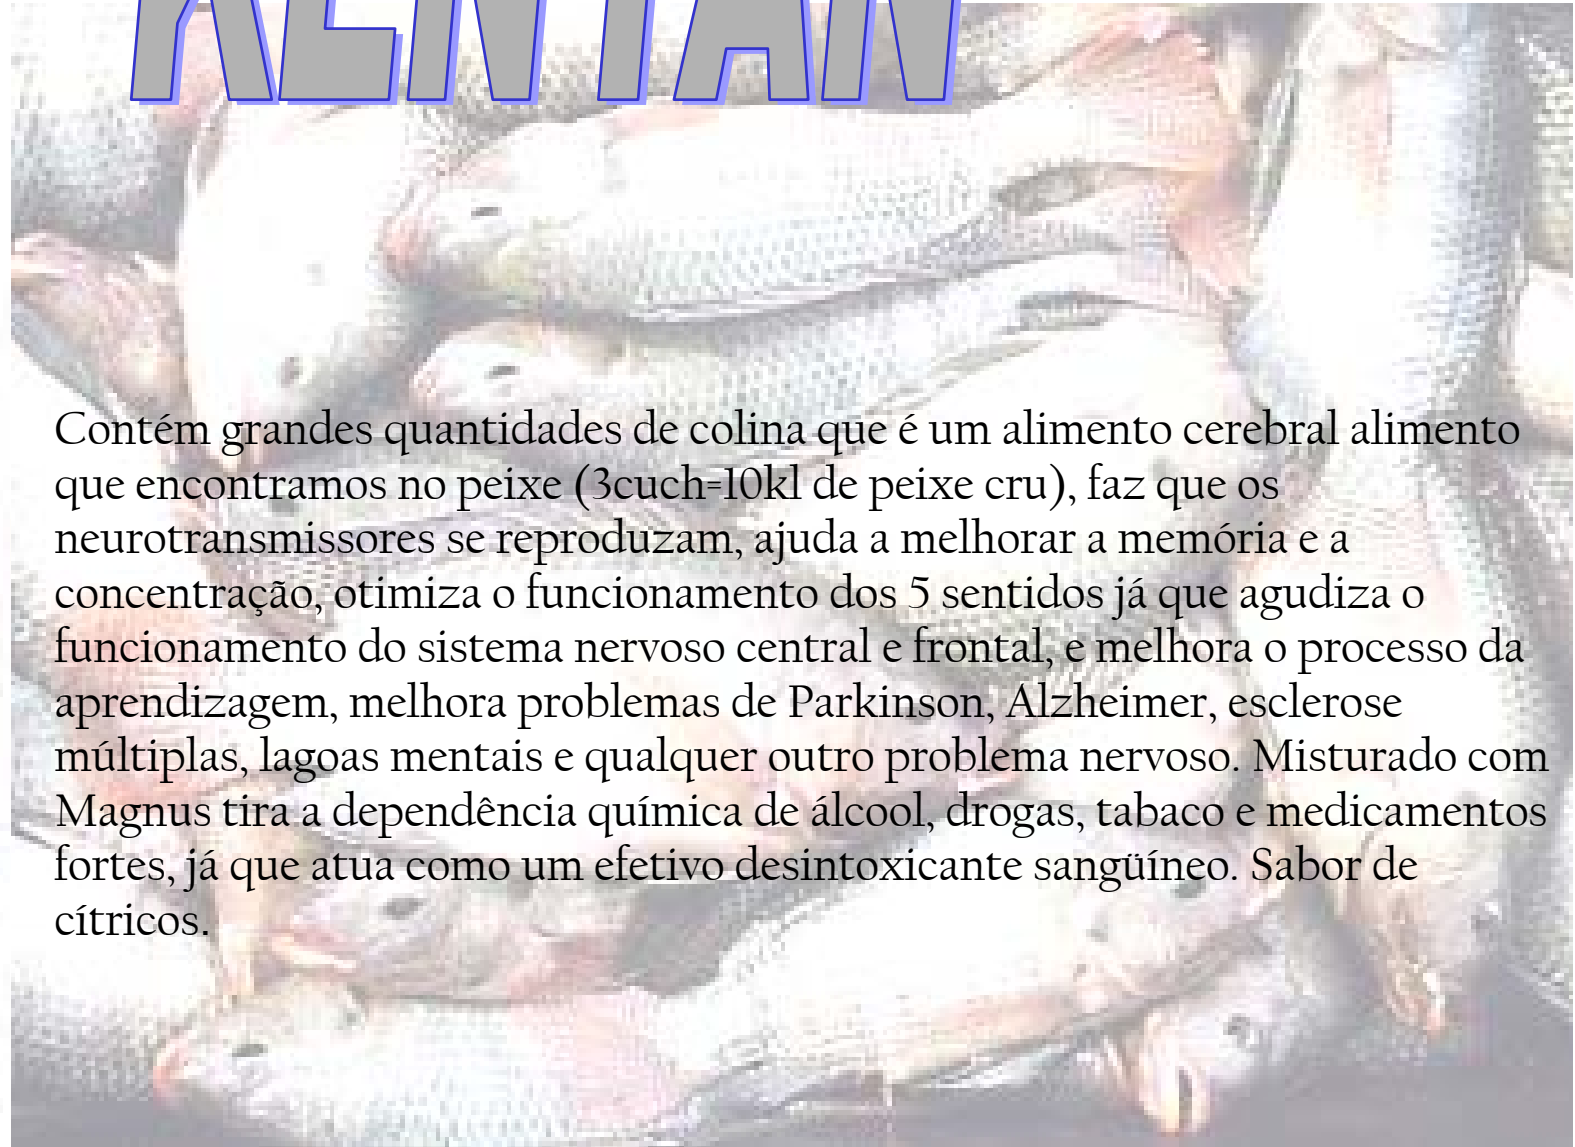 Contém grandes quantidades de colina que é um alimento cerebral alimento
que encontramos no peixe (3cuch=10kl de peixe cru), faz que os
neurotransmissores se reproduzam, ajuda a melhorar a memória e a
concentração, otimiza o funcionamento dos 5 sentidos já que agudiza o
funcionamento do sistema nervoso central e frontal, e melhora o processo da
aprendizagem, melhora problemas de Parkinson, Alzheimer, esclerose
múltiplas, lagoas mentais e qualquer outro problema nervoso. Misturado com
Magnus tira a dependência química de álcool, drogas, tabaco e medicamentos
fortes, já que atua como um efetivo desintoxicante sangüíneo. Sabor de
cítricos.